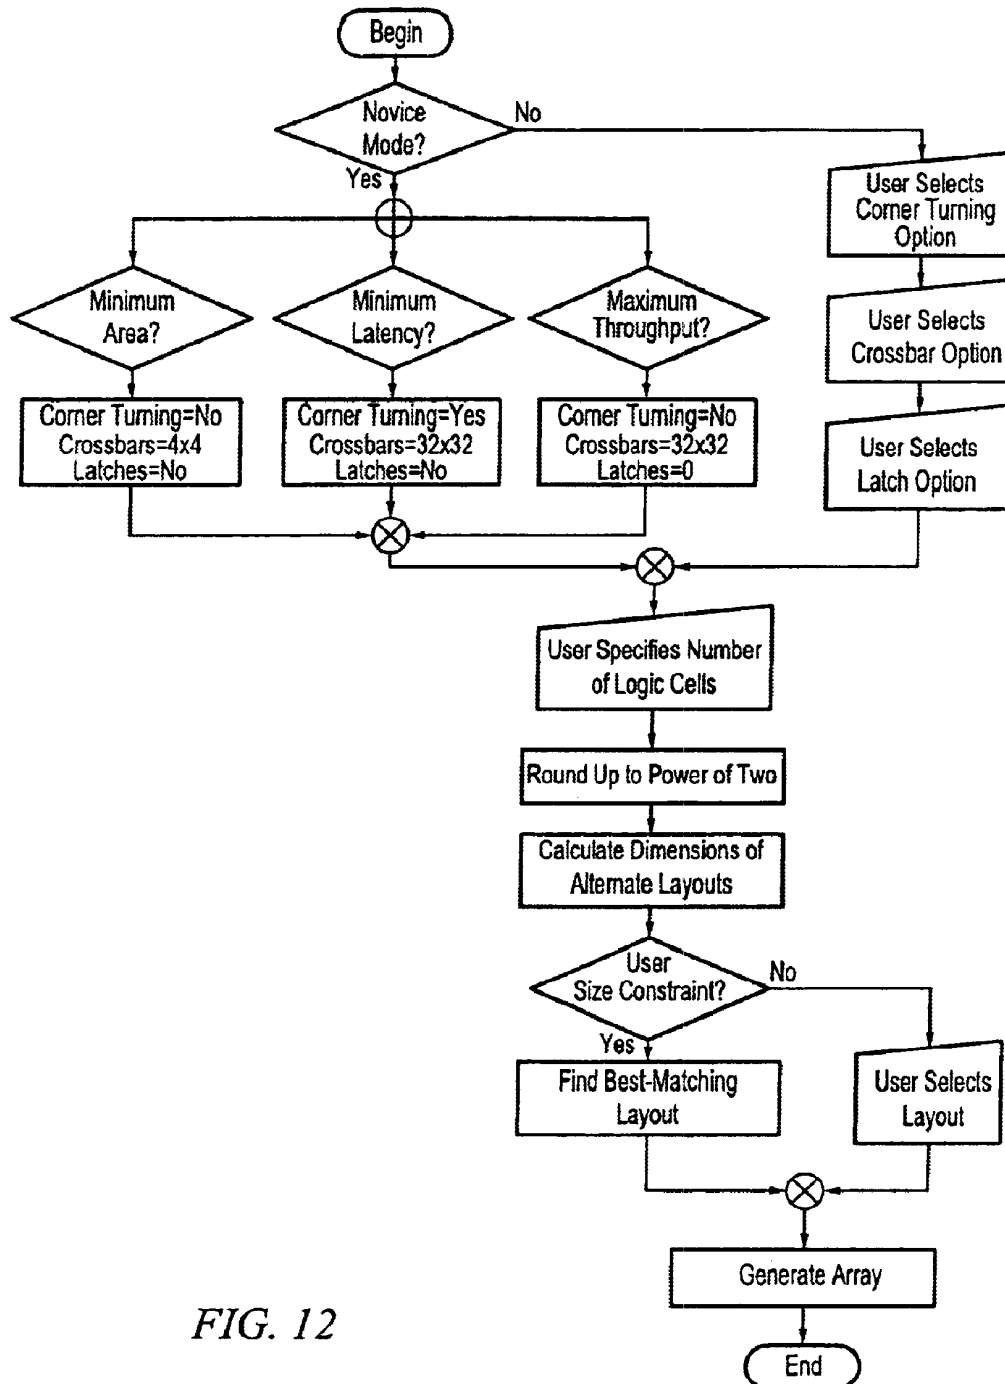 Begin
Novice
Mode?
No
Yes
User Selects
Corner Turning
Option
Minimum
Area?
Minimum
Latency?
Maximum
Throughput?
User Selects
Crossbar Option
Corner Turning=No
Crossbars=4x4
Latches=No
Corner Turning=Yes
Crossbars=32x32
Latches=No
Corner Turning=No
Crossbars=32x32
Latches=0
User Selects
Latch Option
User Specifies Number
of Logic Cells
Round Up to Power of Two
Calculate Dimensions of
Alternate Layouts
User
Size Constraint?
No
Yes
Find Best-Matching
Layout
User Selects
Layout
Generate Array
End
FIG. 12